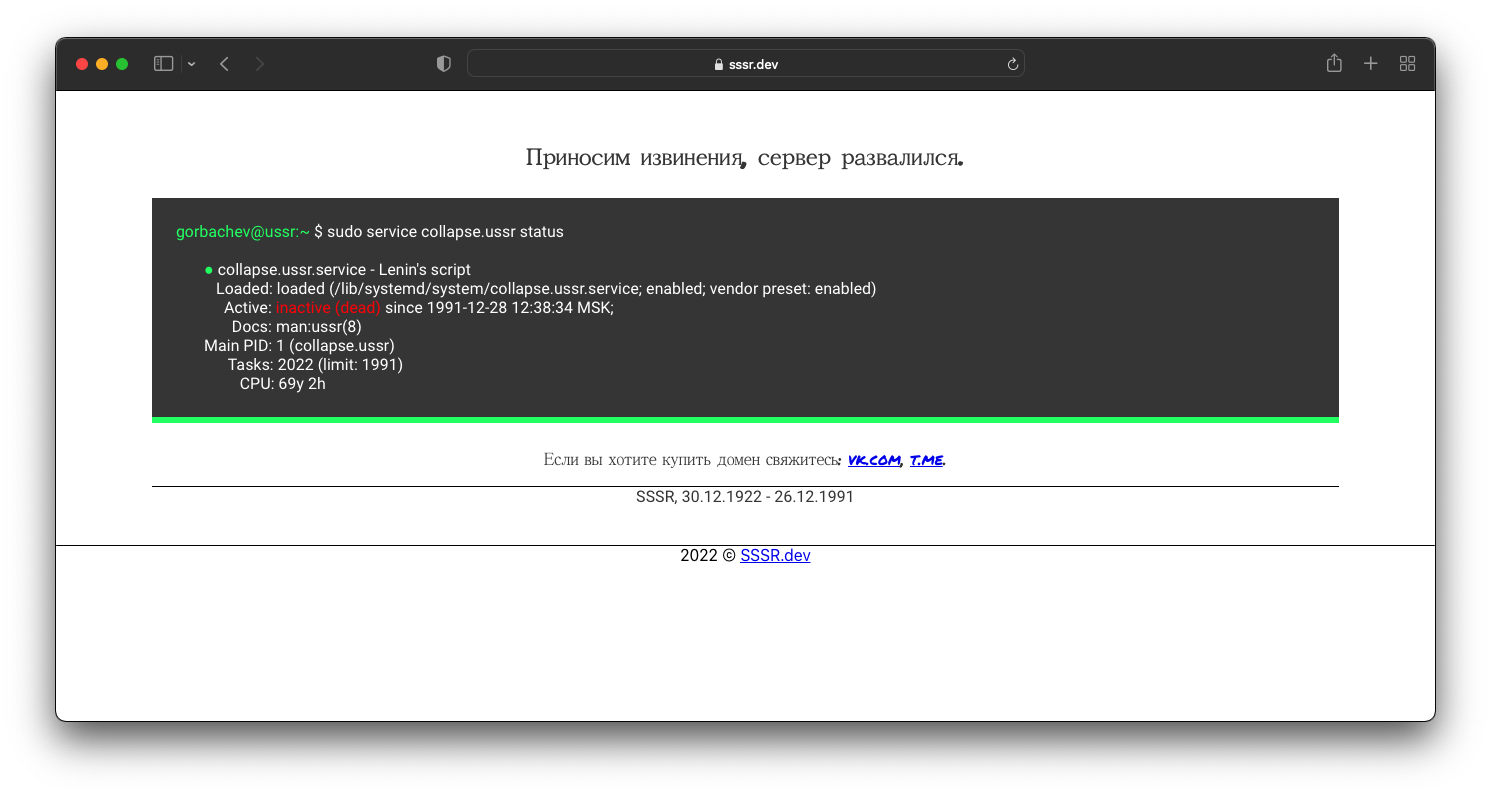 sssr.dev
Приносим извинения, сервер развалился.
gorbachev@ussr:~ $ sudo service collapse.ussr status
● collapse.ussr.service - Lenin's script
Loaded: loaded (/lib/systemd/system/collapse.ussr.service; enabled; vendor preset: enabled)
Active: inactive (dead) since 1991-12-28 12:38:34 MSK;
Docs: man:ussr(8)
Main PID: 1 (collapse.ussr)
Tasks: 2022 (limit: 1991)
CPU: 69y 2h
Если вы хотите купить домен свяжитесь: VK.COM, T.ME.
SSSR, 30.12.1922 - 26.12.1991
2022 © SSSR.dev